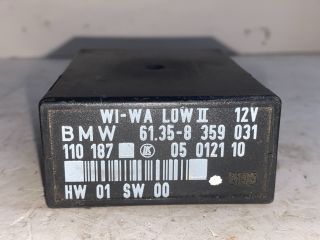 WI-WA LOW II 12V
BMW 61.35-8 359 031
110 187 05 0121 10
HW 01 SW 00